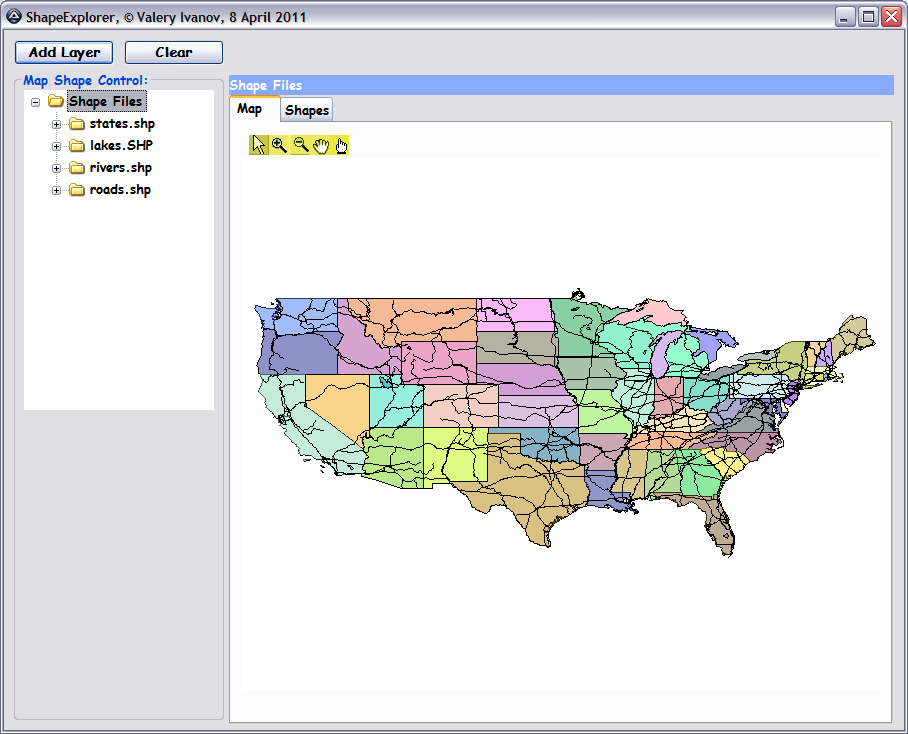 ShapeExplorer, © Valery Ivanov, 8 April 2011
Add Layer
Clear
Map Shape Control:
Shape Files
states.shp
lakes.SHP
rivers.shp
roads.shp
Shape Files
Map
Shapes